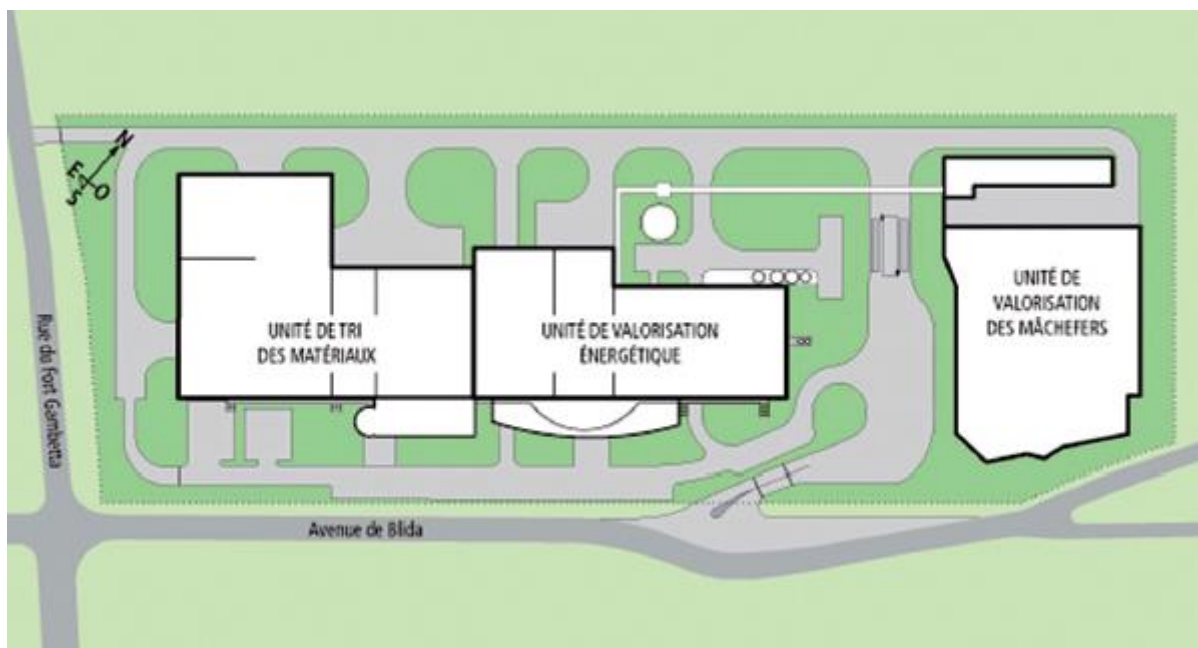 N
E
O
S
UNITÉ DE TRI
DES MATÉRIAUX
UNITÉ DE VALORISATION
ÉNERGÉTIQUE
UNITÉ DE
VALORISATION
DES MÂCHEFERS
Rue du Fort Gambetta
Avenue de Blida